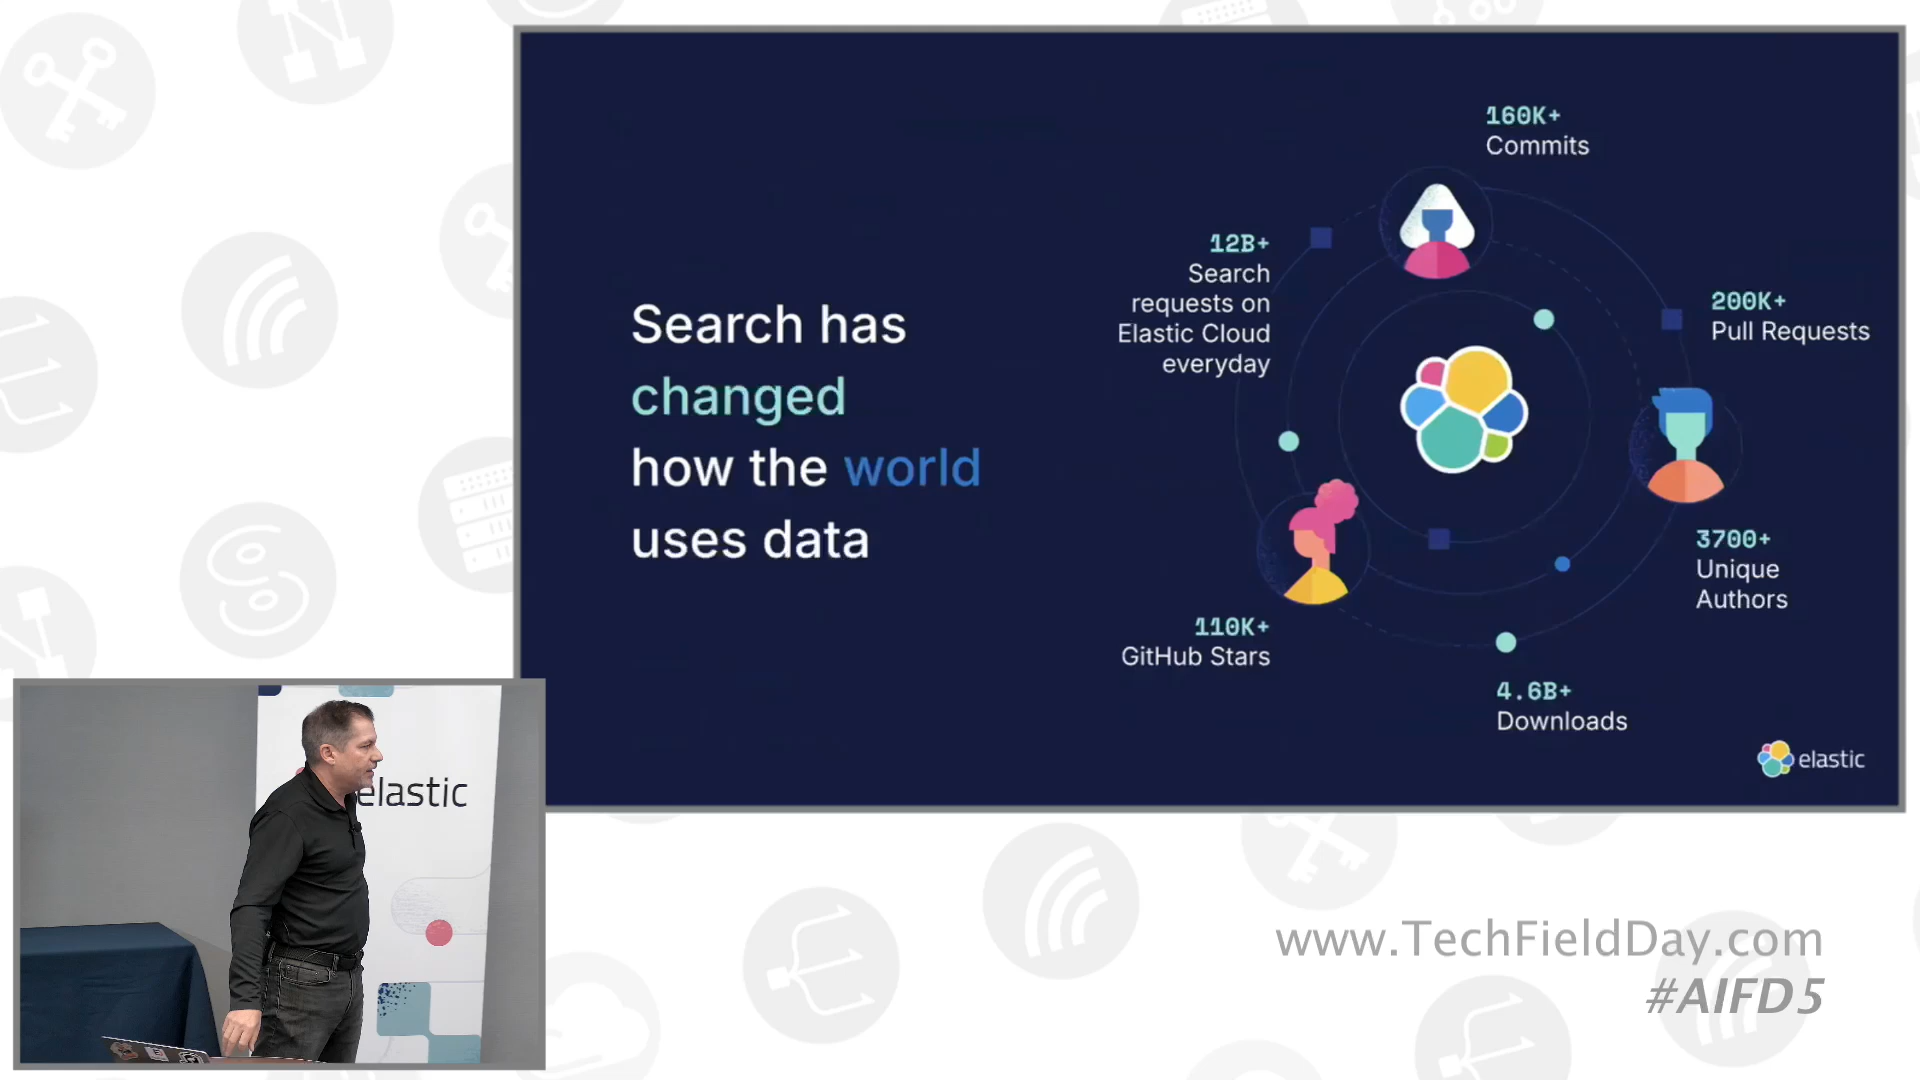 Search has
changed
how the world
uses data
160K+
Commits
12B+
Search
requests on
Elastic Cloud
everyday
200K+
Pull Requests
3700+
Unique
Authors
110K+
GitHub Stars
4.6B+
Downloads
elastic
elastic
www.TechFieldDay.com
#AIFD5